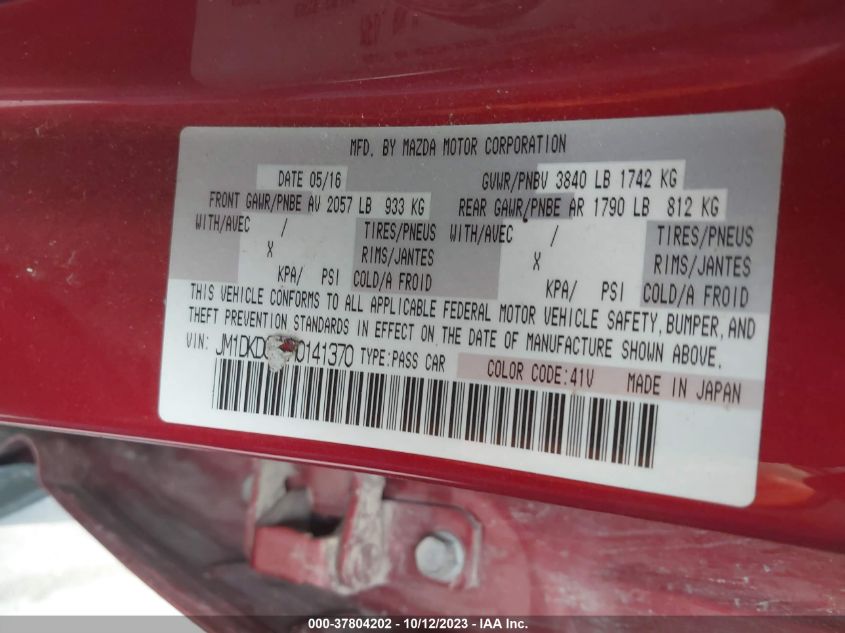 MFD. BY MAZDA MOTOR CORPORATION
DATE 05/16 GVWR/PNBV 3840 LB 1742 KG
FRONT GAWR/PNBE AV 2057 LB 933 KG REAR GAWR/PNBE AR 1790 LB 812 KG
WITH/AVEC / TIRES/PNEUS WITH/AVEC / TIRES/PNEUS
X RIMS/JANTES X RIMS/JANTES
KPA/ PSI COLD/A FROID KPA/ PSI COLD/A FROID
THIS VEHICLE CONFORMS TO ALL APPLICABLE FEDERAL MOTOR VEHICLE SAFETY, BUMPER, AND
THEFT PREVENTION STANDARDS IN EFFECT ON THE DATE OF MANUFACTURE SHOWN ABOVE.
VIN: TYPE:PASS CAR COLOR CODE:41V MADE IN JAPAN
000-37804202 - 10/12/2023 - IAA Inc.